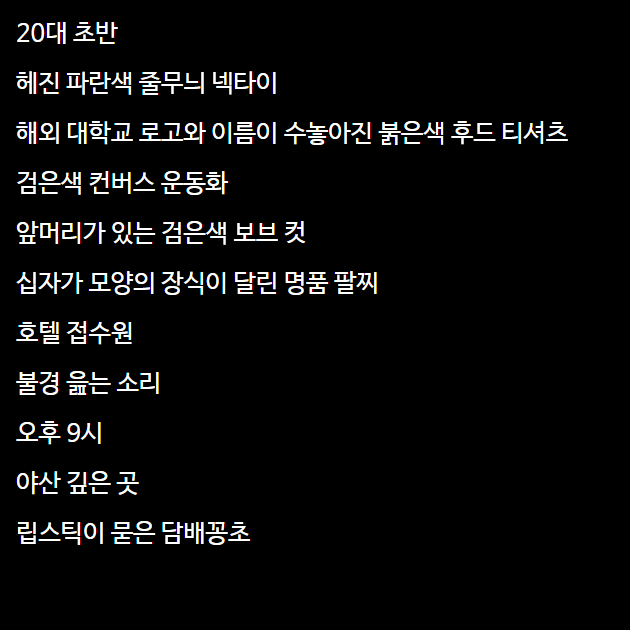 20대 초반
헤진 파란색 줄무늬 넥타이
해외 대학교 로고와 이름이 수놓아진 붉은색 후드 티셔츠
검은색 컨버스 운동화
앞머리가 있는 검은색 보브 컷
십자가 모양의 장식이 달린 명품 팔찌
호텔 접수원
불경 읊는 소리
오후 9시
야산 깊은 곳
립스틱이 묻은 담배꽁초